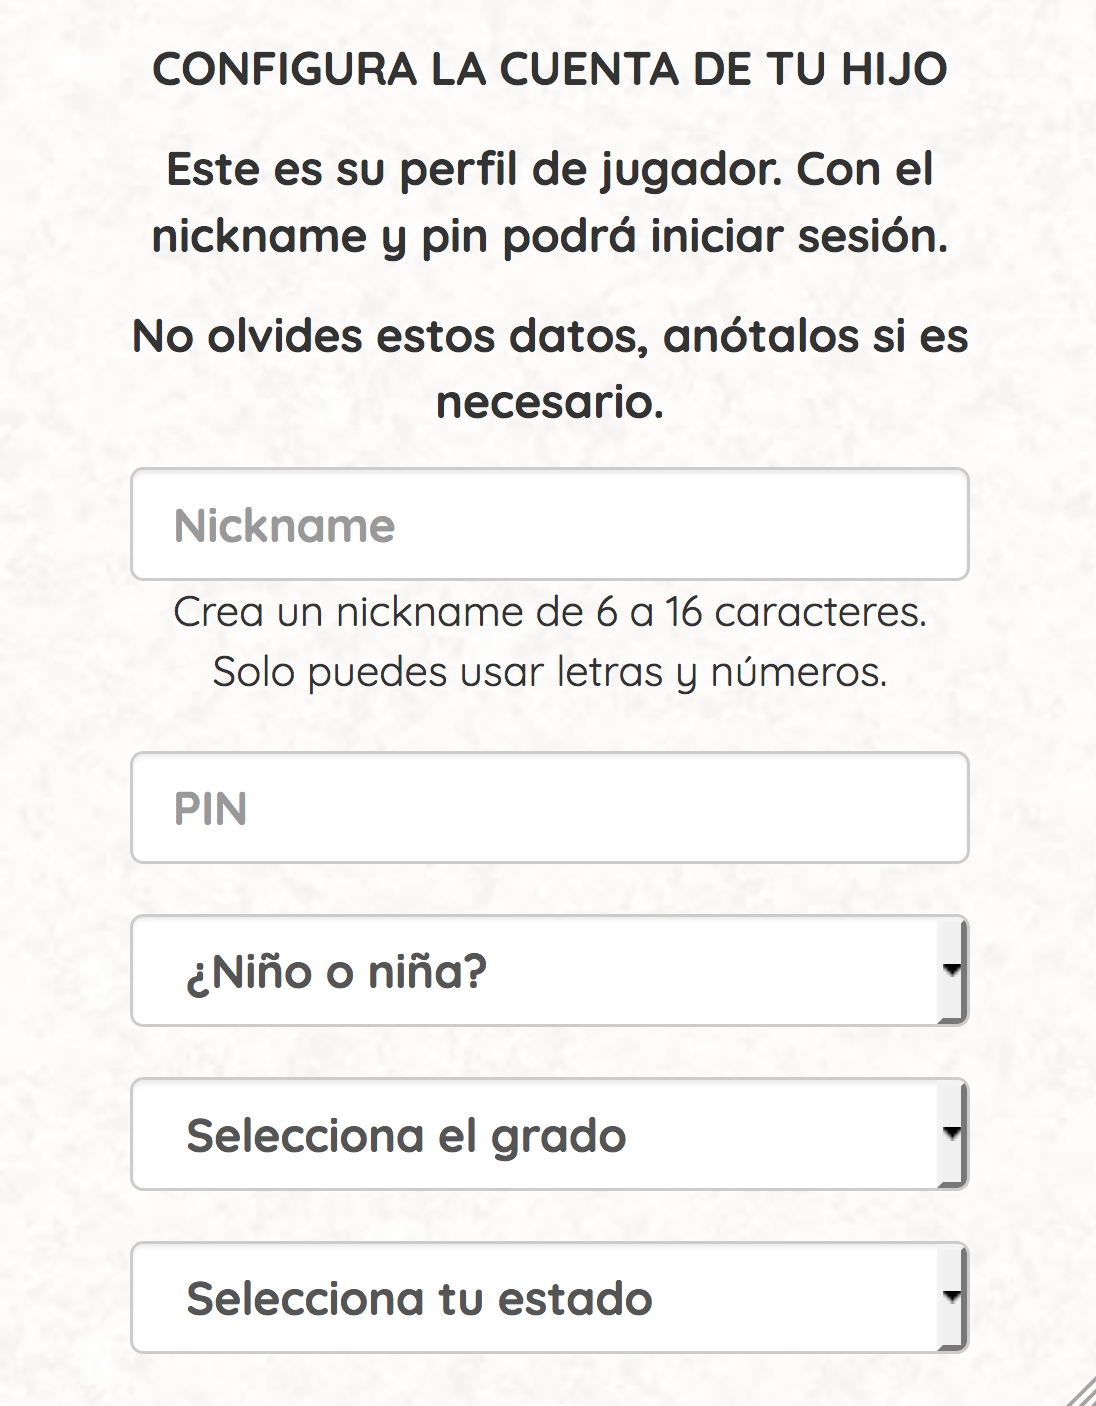 CONFIGURA LA CUENTA DE TU HIJO
Este es su perfil de jugador. Con el
nickname y pin podrá iniciar sesión.
No olvides estos datos, anótalos si es
necesario.
Nickname
Crea un nickname de 6 a 16 caracteres.
Solo puedes usar letras y números.
PIN
¿Niño o niña?
Selecciona el grado
Selecciona tu estado